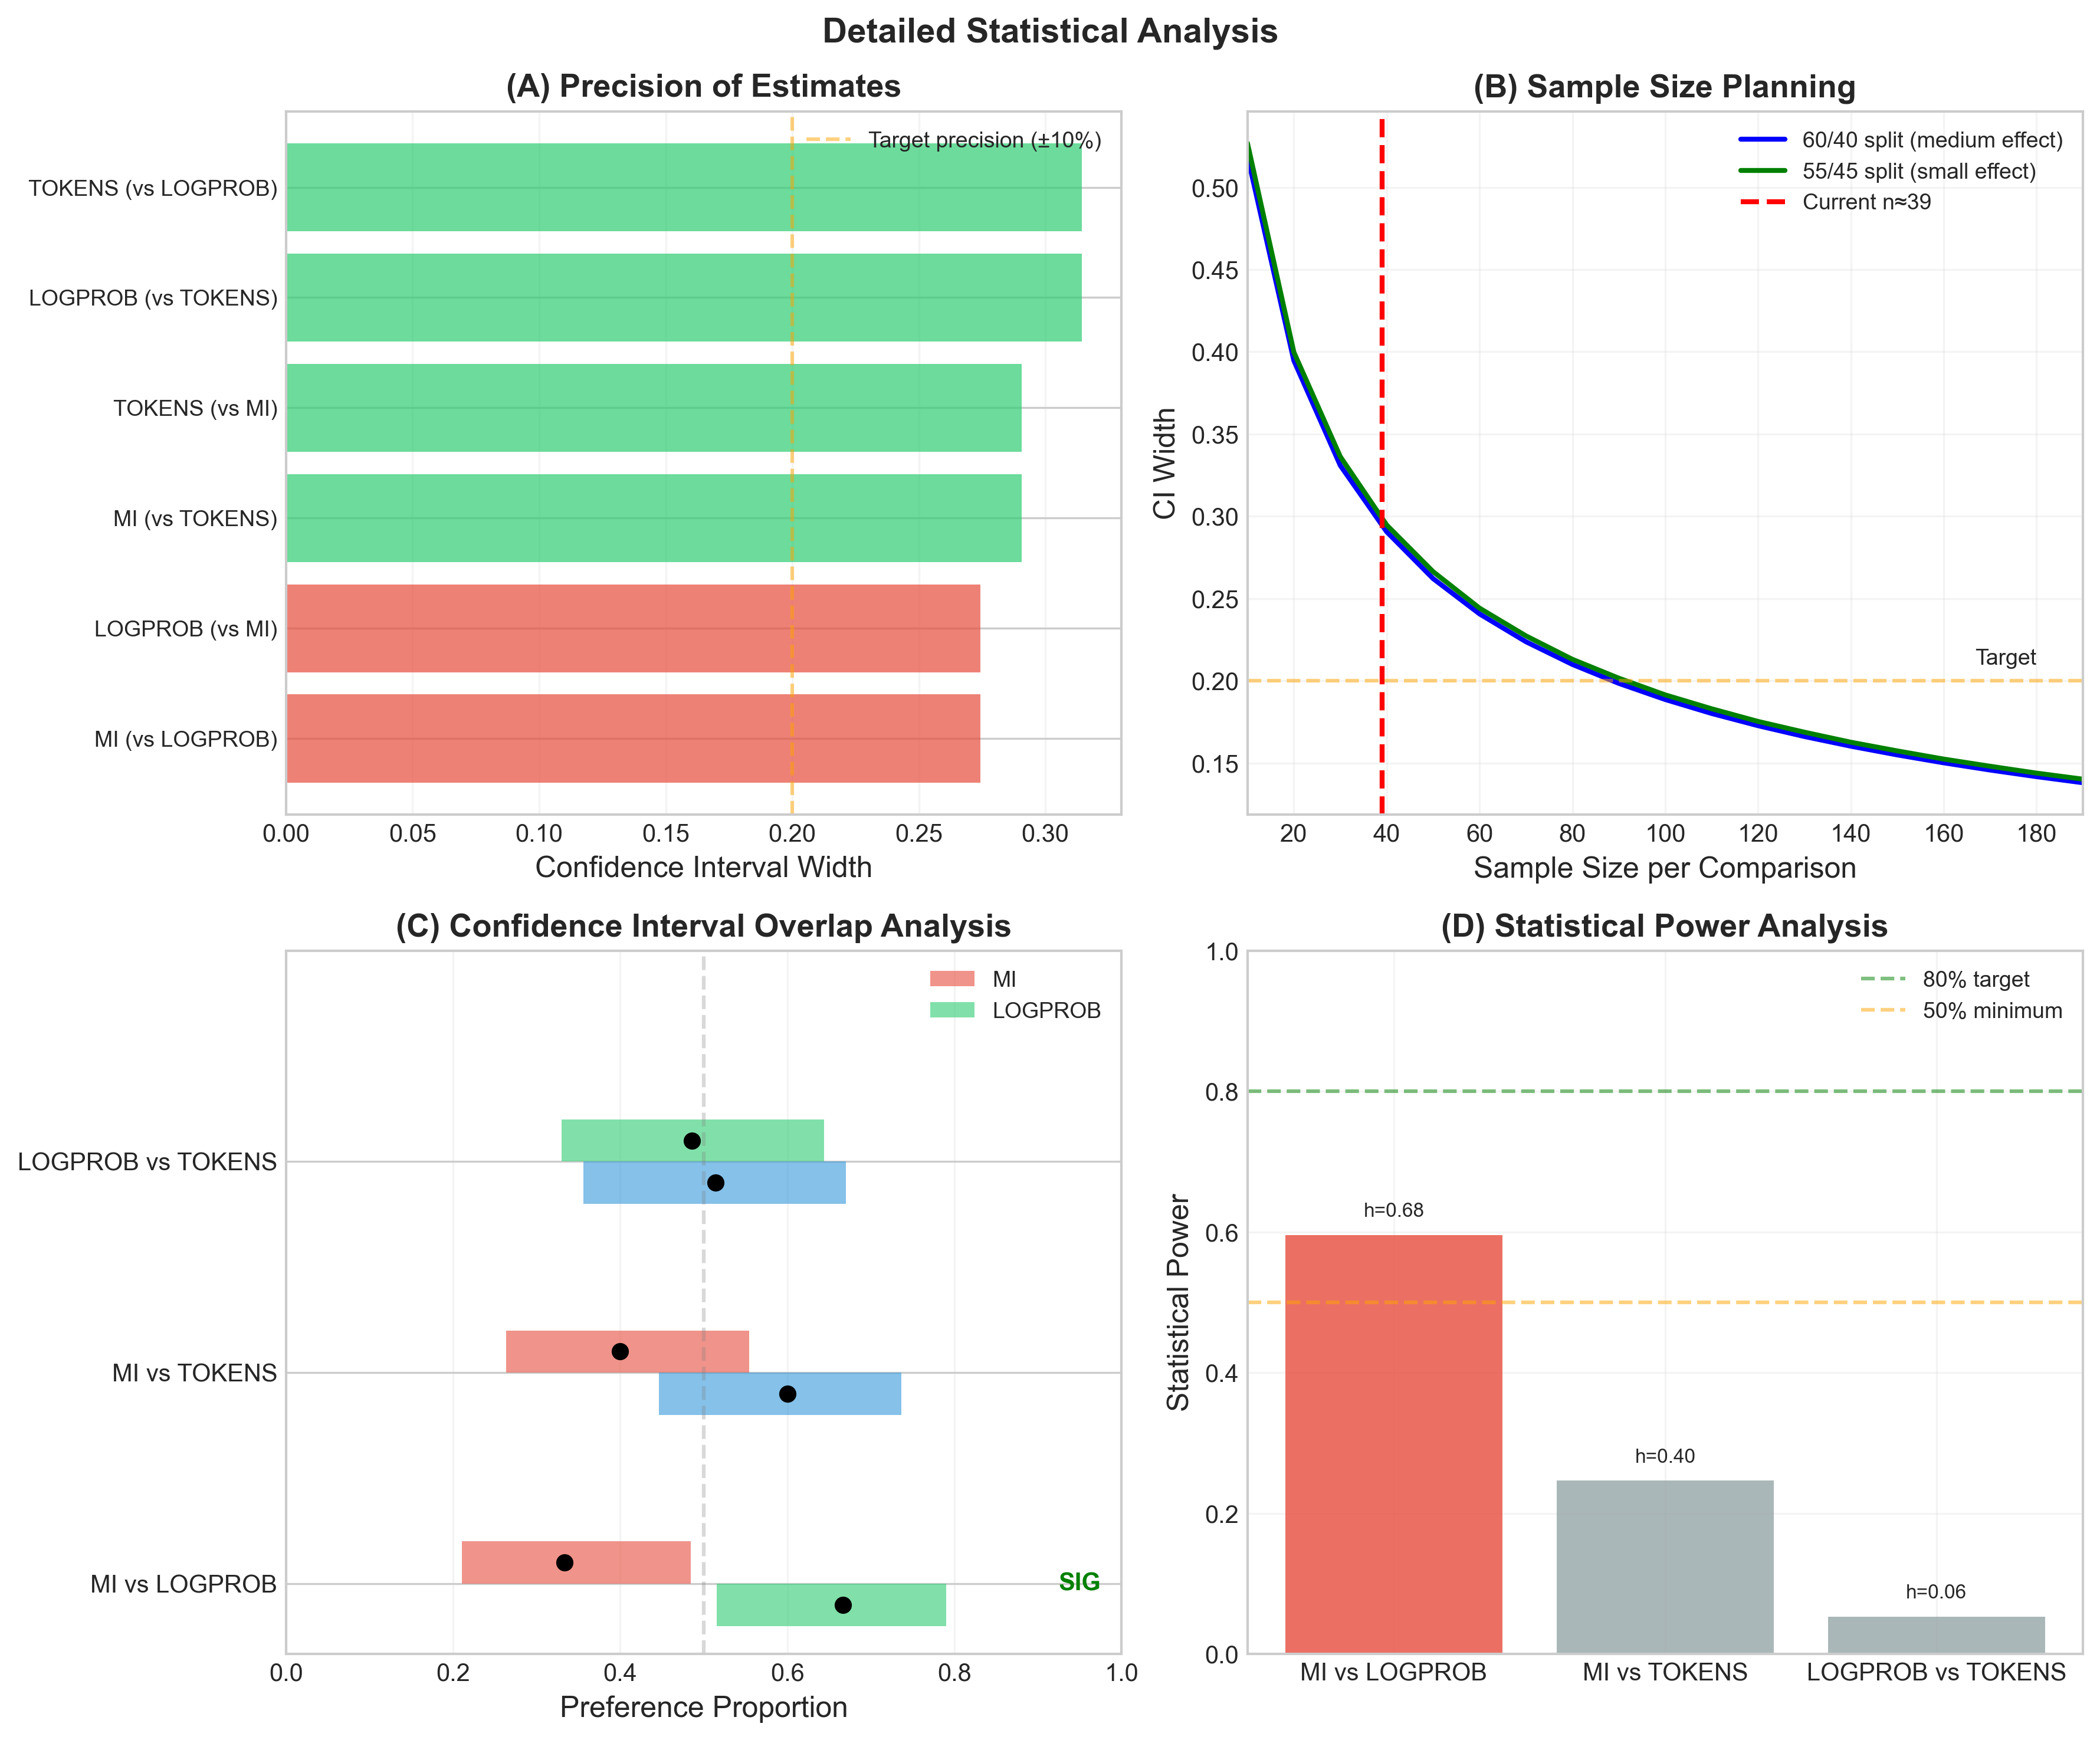 Detailed Statistical Analysis
(A) Precision of Estimates
Target precision (±10%)
TOKENS (vs LOGPROB)
LOGPROB (vs TOKENS)
TOKENS (vs MI)
MI (vs TOKENS)
LOGPROB (vs MI)
MI (vs LOGPROB)
0.00 0.05 0.10 0.15 0.20 0.25 0.30
Confidence Interval Width
(B) Sample Size Planning
60/40 split (medium effect)
55/45 split (small effect)
Current n≈39
CI Width
0.50
0.45
0.40
0.35
0.30
0.25
0.20
0.15
Target
20 40 60 80 100 120 140 160 180
Sample Size per Comparison
(C) Confidence Interval Overlap Analysis
MI
LOGPROB
LOGPROB vs TOKENS
MI vs TOKENS
MI vs LOGPROB
SIG
0.0 0.2 0.4 0.6 0.8 1.0
Preference Proportion
(D) Statistical Power Analysis
80% target
50% minimum
Statistical Power
1.0
0.8
0.6
0.4
0.2
0.0
h=0.68
h=0.40
h=0.06
MI vs LOGPROB MI vs TOKENS LOGPROB vs TOKENS